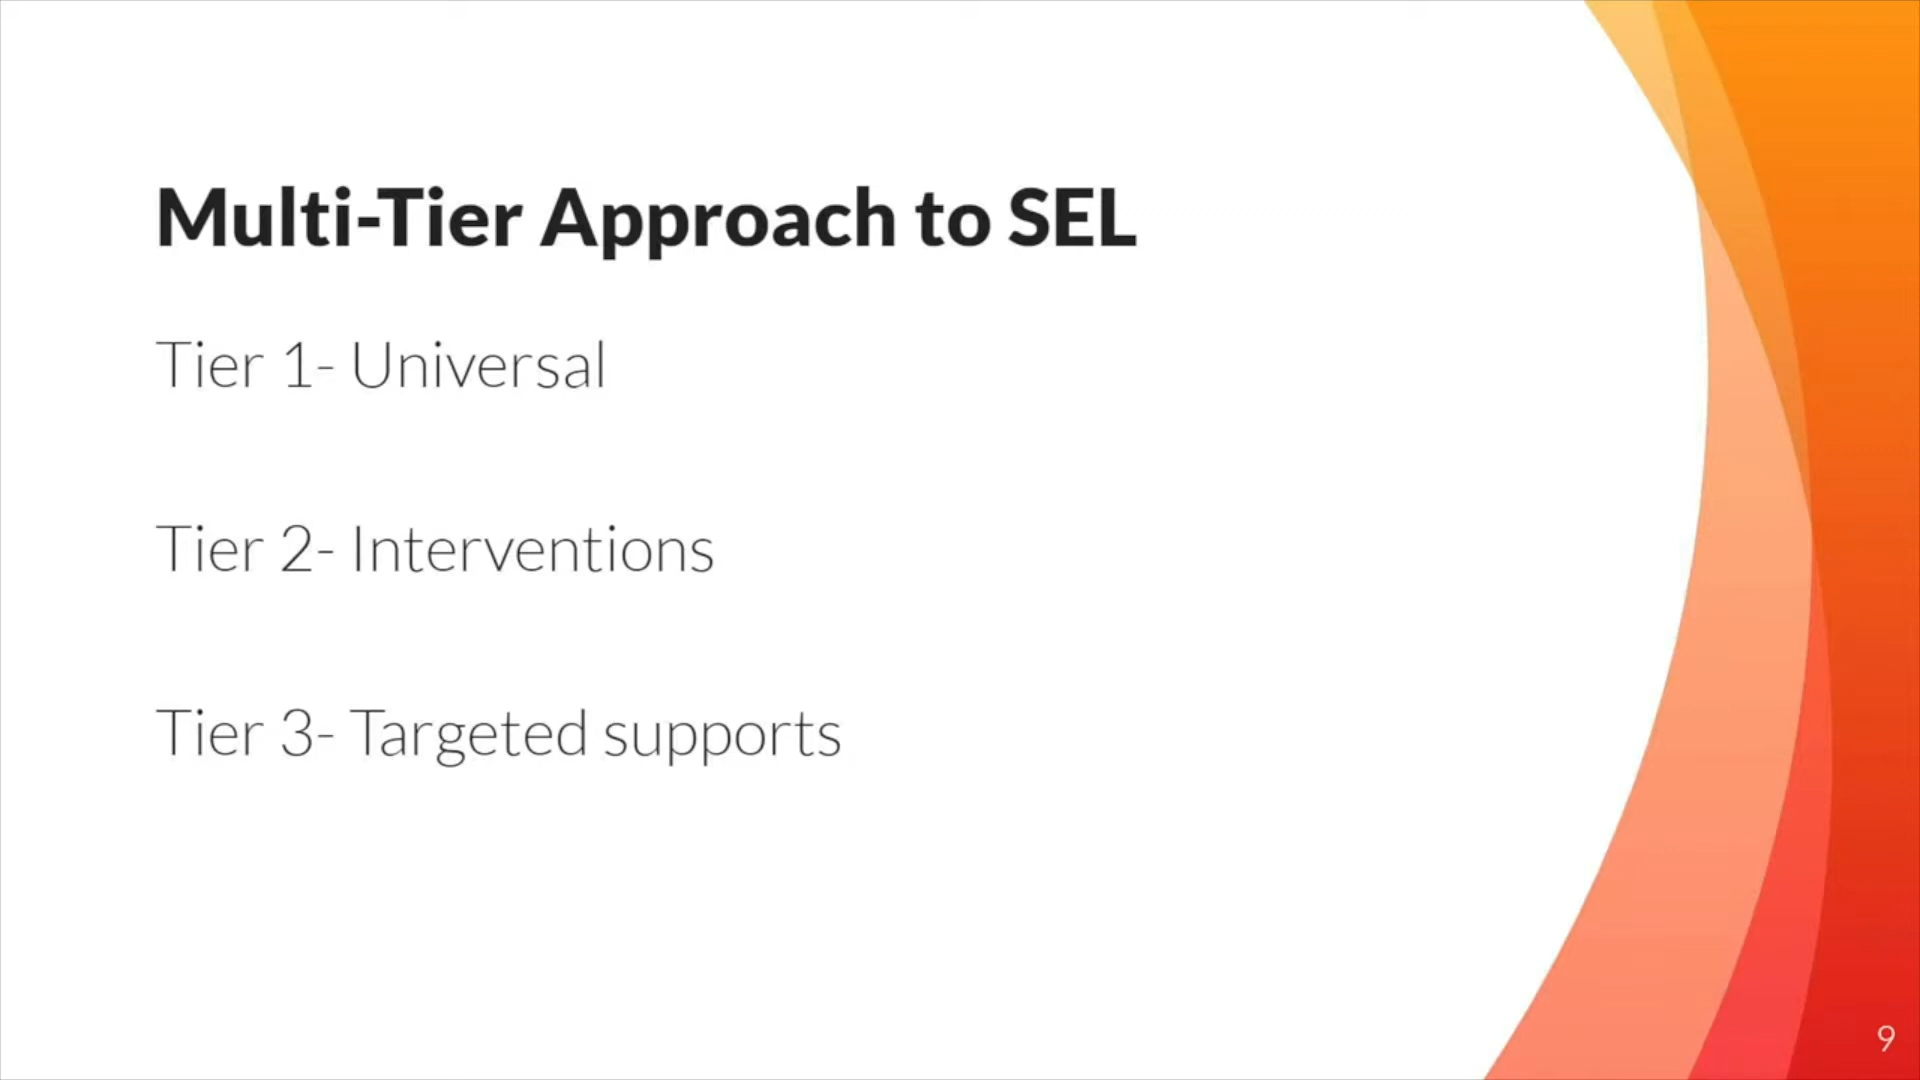 Multi-Tier Approach to SEL
Tier 1- Universal
Tier 2- Interventions
Tier 3- Targeted supports
9